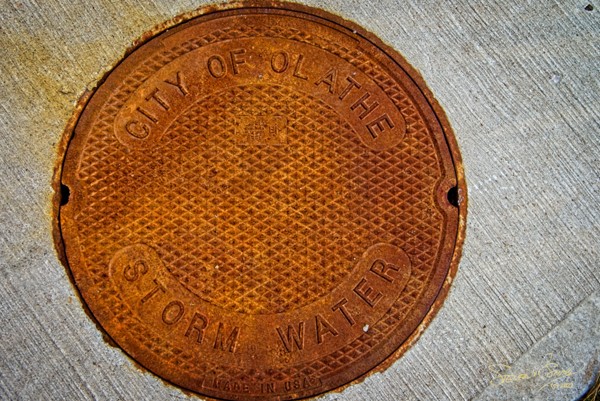 CITY OF OLATHE
STORM WATER
MADE IN USA